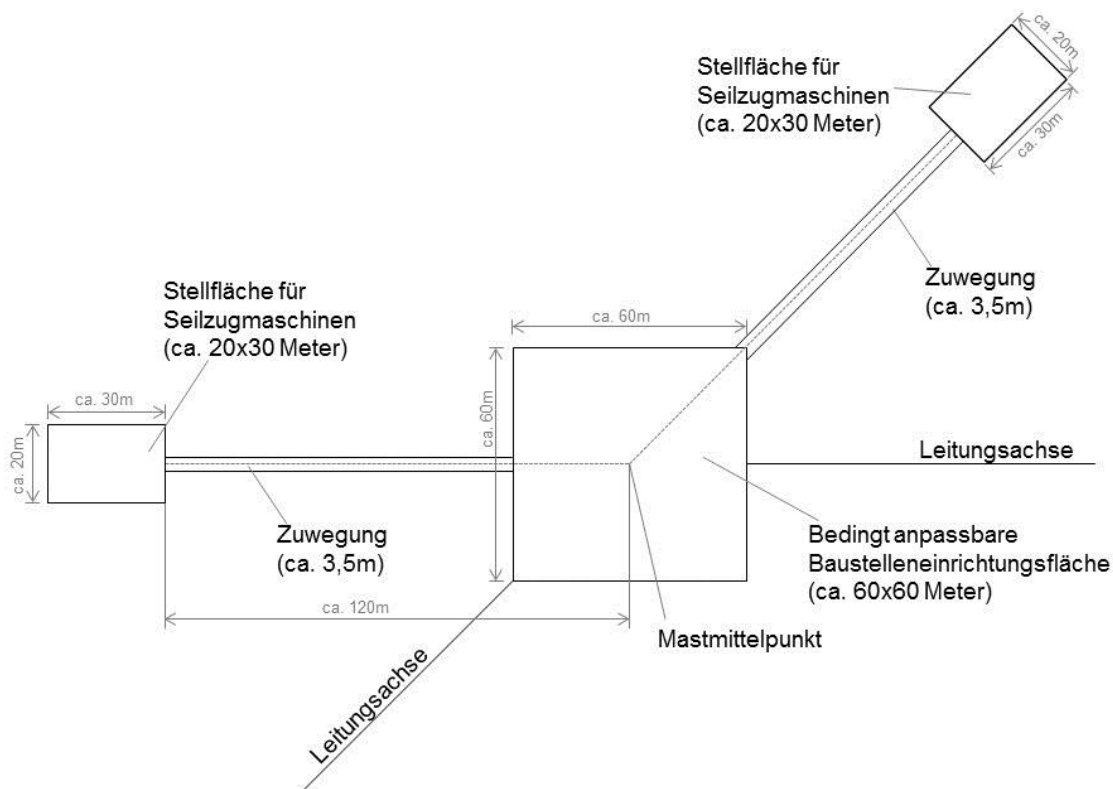 ca. 20m
Stellfläche für
Seilzugmaschinen
(ca. 20x30 Meter)
ca. 30m
Zuwegung
(ca. 3,5m)
Stellfläche für
Seilzugmaschinen
(ca. 20x30 Meter)
ca. 60m
ca. 30m
ca. 60m
ca. 20m
Leitungsachse
Zuwegung
(ca. 3,5m)
Bedingt anpassbare
Baustelleneinrichtungsfläche
(ca. 60x60 Meter)
ca. 120m
Mastmittelpunkt
Leitungsachse